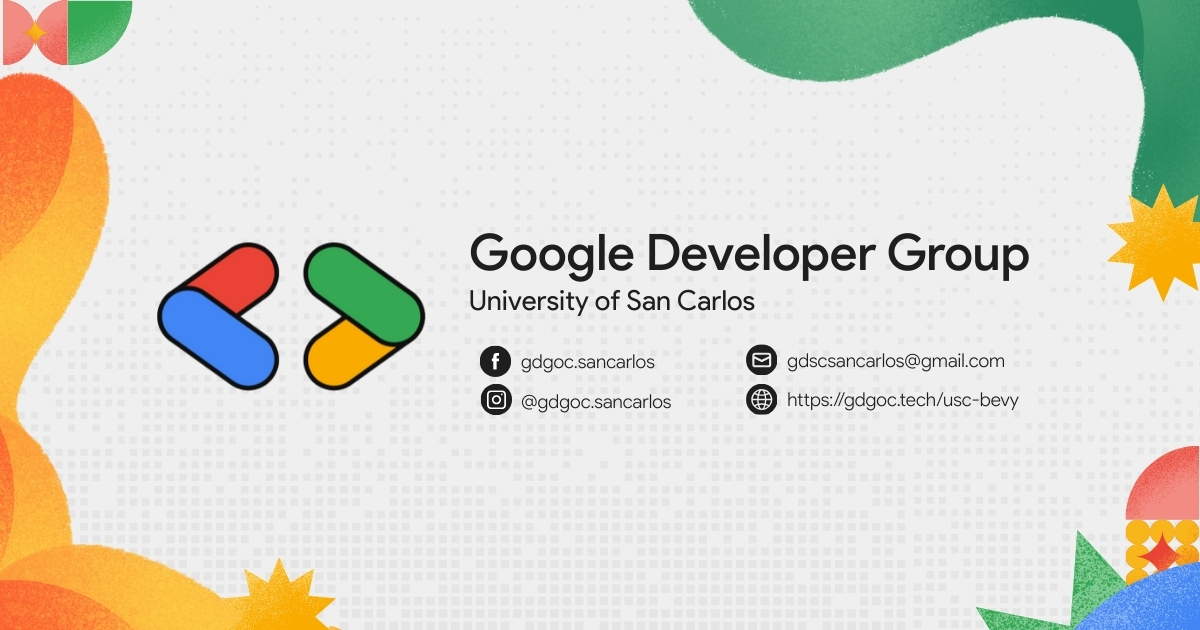 Google Developer Group
University of San Carlos
gdgoc.sancarlos
@gdgoc.sancarlos
gdscsancarlos@gmail.com
https://gdgoc.tech/usc-bevy